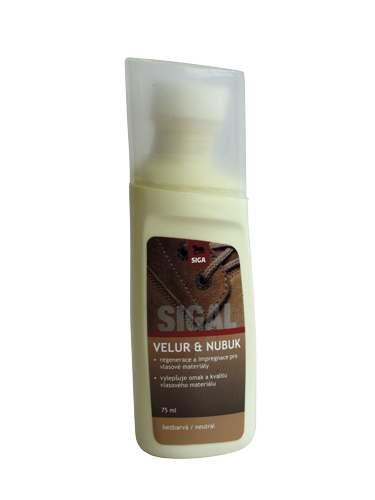 SIGA
SIGAL
VELUR & NUBUK
• regenerace a impregnace pro
vlasové materiály
• vylepšuje omak a kvalitu
vlasového materiálu
75 ml
bezbarvá / neutral